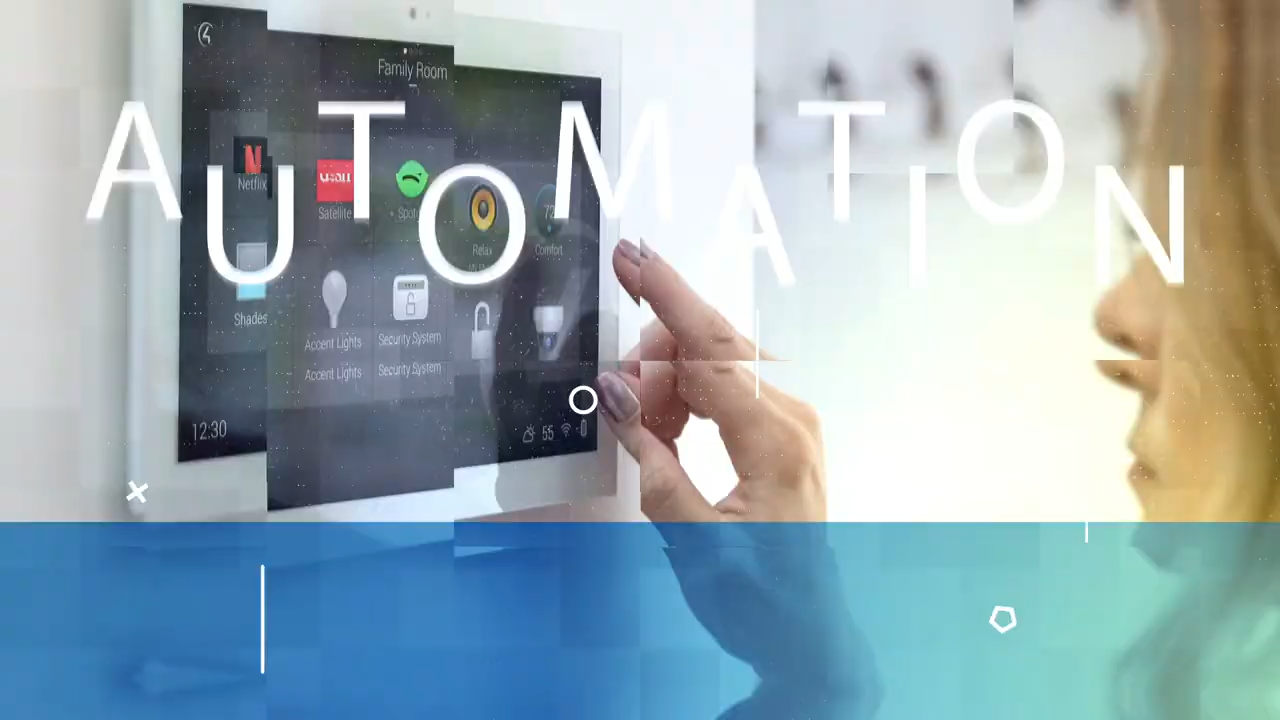 AUTOMATION
Family Room
Netflix
Satellite
Relax
Comfort
72
Shades
Accent Lights
Security System
Accent Lights
Security System
12:30
55